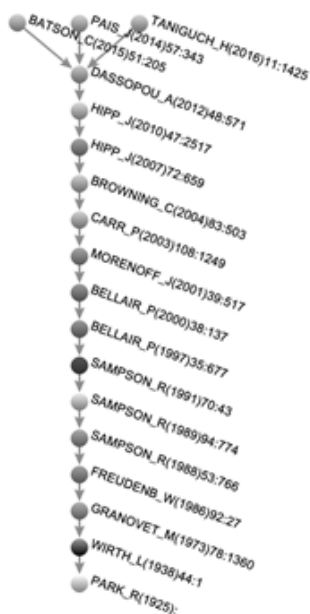 BATSON_C(2015)51:205
PAIS_J(2014)57:343
TANIGUCH_H(2016)11:1425
DASSOPOU_A(2012)48:571
HIPP_J(2010)47:2517
HIPP_J(2007)72:659
BROWNING_C(2004)83:503
CARR_P(2003)108:1249
MORENOFF_J(2001)39:517
BELLAIR_P(2000)38:137
BELLAIR_P(1997)35:677
SAMPSON_R(1991)70:43
SAMPSON_R(1989)94:774
SAMPSON_R(1988)53:766
FREUDENB_W(1986)92:27
GRANOVET_M(1973)78:1360
WIRTH_L(1938)44:1
PARK_R(1925):